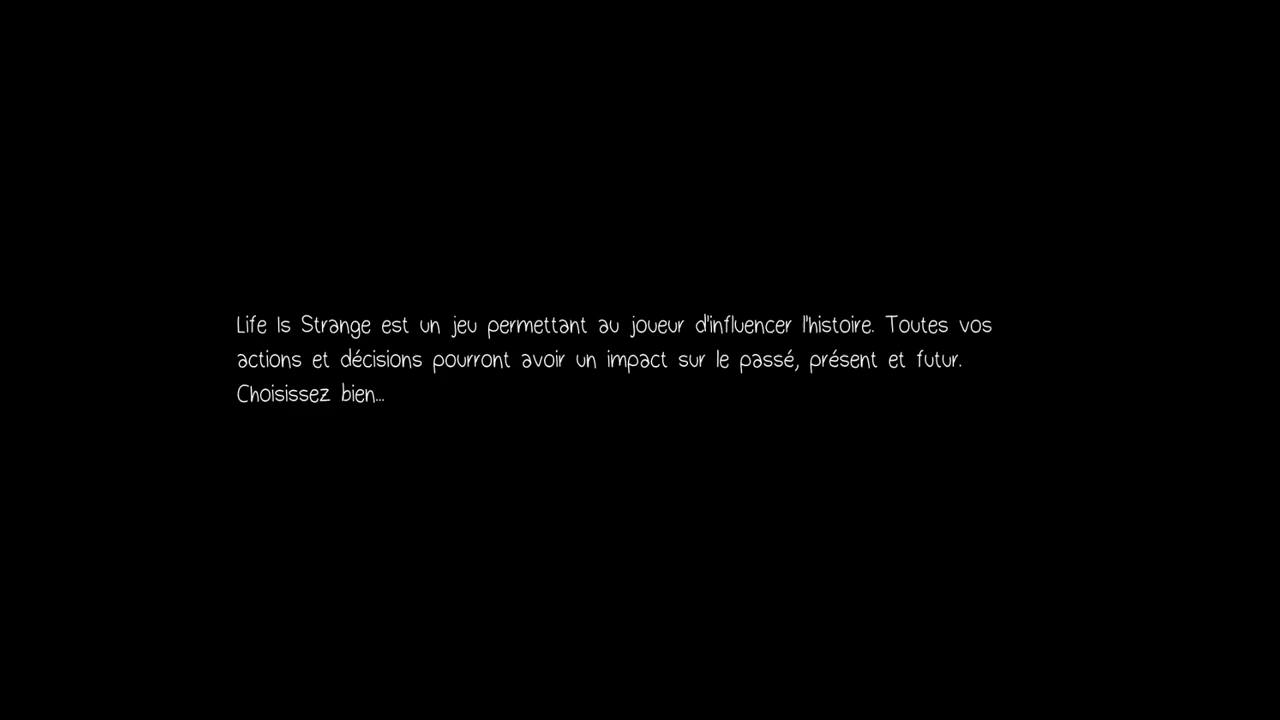 Life Is Strange est un jeu permettant au joueur d'influencer l'histoire. Toutes vos
actions et décisions pourront avoir un impact sur le passé, présent et futur.
Choisissez bien...